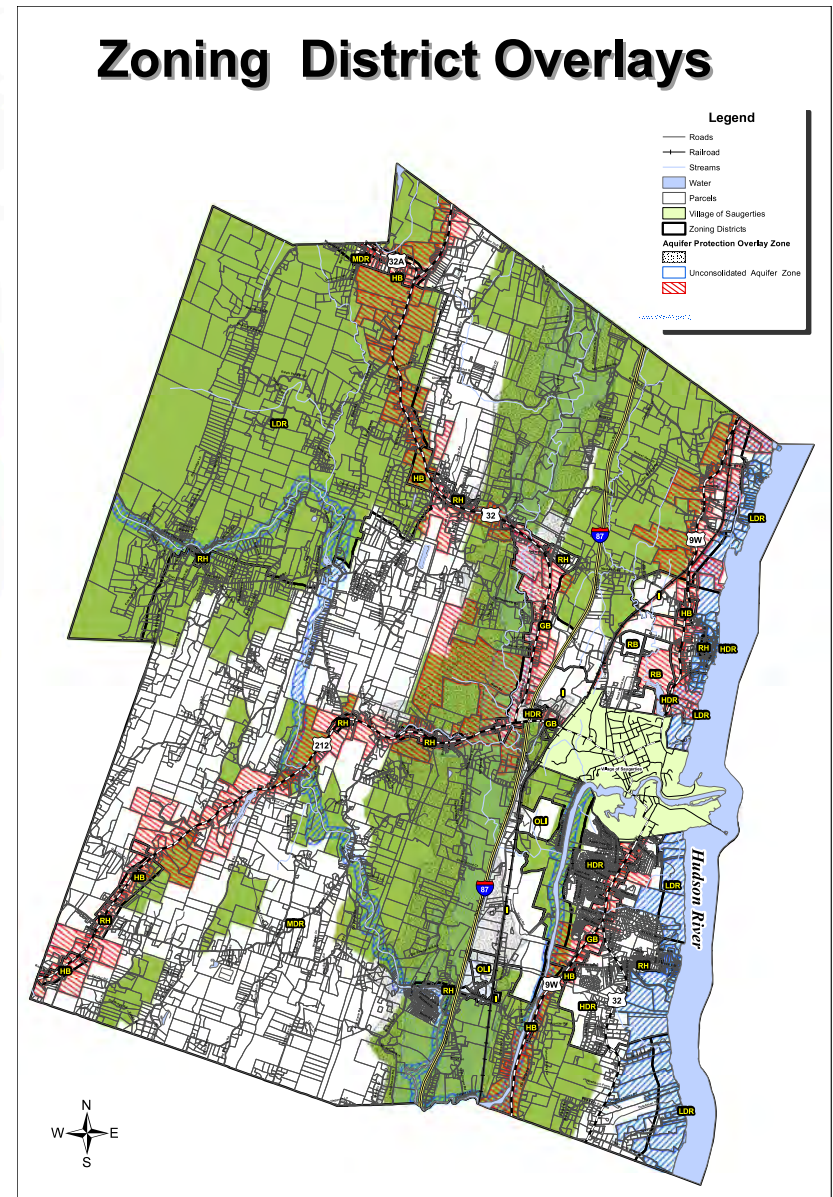 Zoning District Overlays
Legend
Roads
Railroad
Streams
Water
Parcels
Village of Saugerties
Zoning Districts
Aquifer Protection Overlay Zone
Unconsolidated Aquifer Zone
MDR
32A
HB
LDR
HB
RH
32
87
9W
LDR
RH
RH
I
HB
GB
RB
RH
HDR
RB
I
HDR
LDR
HDR
GB
RH
212
RH
Village of Saugerties
OLI
HDR
Hudson River
HB
LDR
87
RH
MDR
I
GB
RH
HB
OLI
HB
RH
9W
I
HDR
32
HB
LDR
N
W
E
S